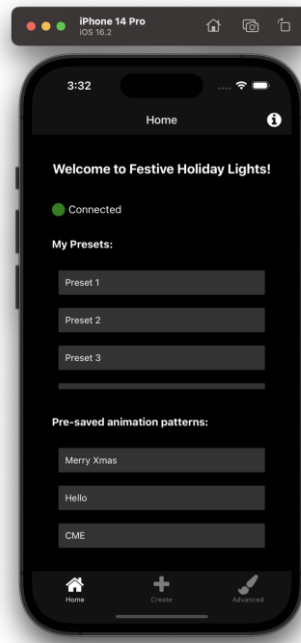 iPhone 14 Pro
iOS 16.2
3:32
Home
Welcome to Festive Holiday Lights!
Connected
My Presets:
Preset 1
Preset 2
Preset 3
Pre-saved animation patterns:
Merry Xmas
Hello
CME
Home Create Advanced